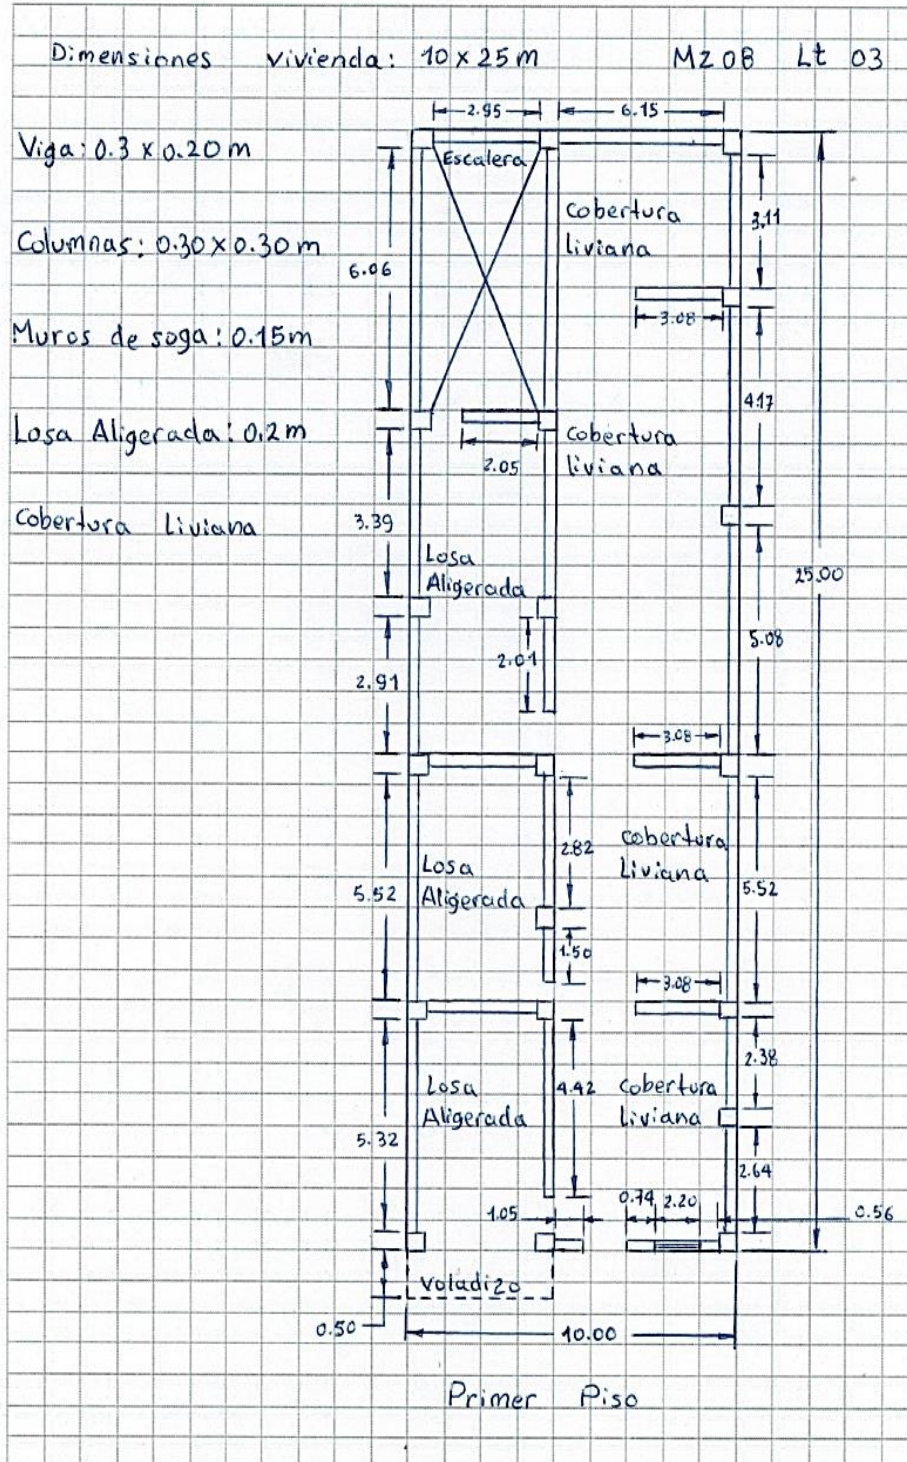 Dimensiones vivienda: 10 x 25 m Mz 08 Lt 03
2.95 6.15
Viga: 0.3 x 0.20 m
Escalera
Cobertura
liviana
3.11
Columnas: 0.30 x 0.30 m
6.06
3.08
Muros de soga: 0.15m
4.17
Losa Aligerada: 0.2m
Cobertura
liviana
2.05
Cobertura Liviana
3.39
Losa
Aligerada
25.00
5.08
2.01
2.91
3.08
2.82
Cobertura
liviana
Losa
Aligerada
5.52
5.52
1.50
3.08
2.38
Losa
Aligerada
4.42
Cobertura
liviana
5.32
2.64
0.74 2.20
1.05
0.56
Voladizo
0.50
10.00
Primer Piso